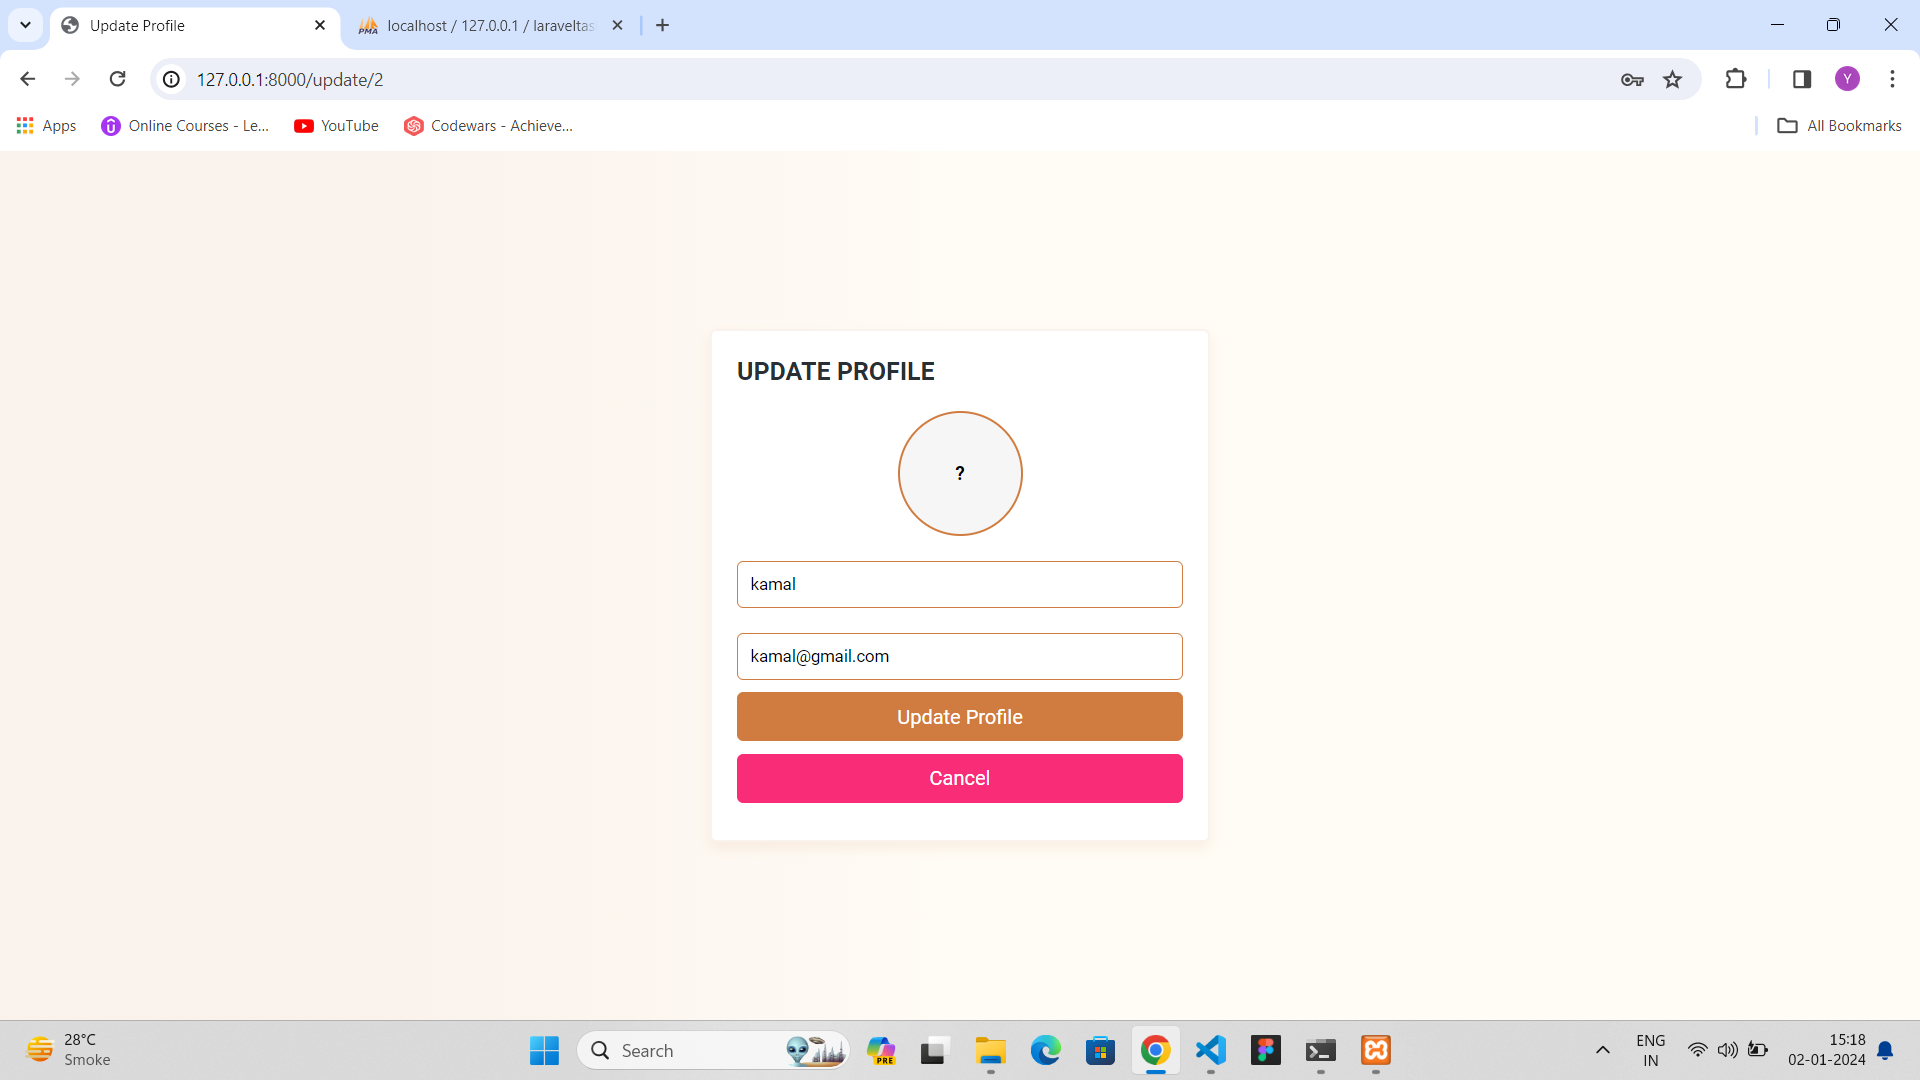 Update Profile
localhost / 127.0.0.1 / laraveltas
127.0.0.1:8000/update/2
Y
Apps
Online Courses - Le...
YouTube
Codewars - Achieve...
All Bookmarks
UPDATE PROFILE
?
kamal
kamal@gmail.com
Update Profile
Cancel
28°C
Smoke
Search
PRE
ENG
IN
15:18
02-01-2024